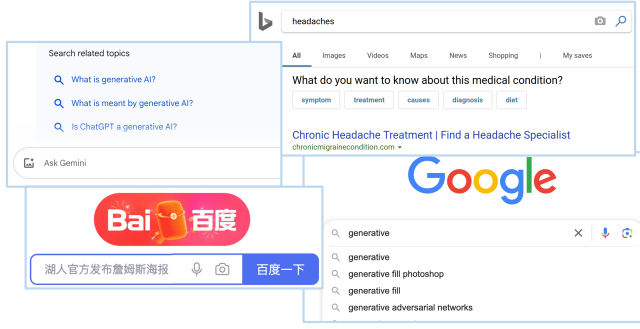 headaches
All Images Videos Maps News Shopping | My saves
What do you want to know about this medical condition?
symptom treatment causes diagnosis diet
Chronic Headache Treatment | Find a Headache Specialist
chronicmigrainecondition.com
Search related topics
What is generative AI?
What is meant by generative AI?
Is ChatGPT a generative AI?
Ask Gemini
Bai 百度
湖人官方发布詹姆斯海报 百度一下
Google
generative
generative
generative fill photoshop
generative fill
generative adversarial networks